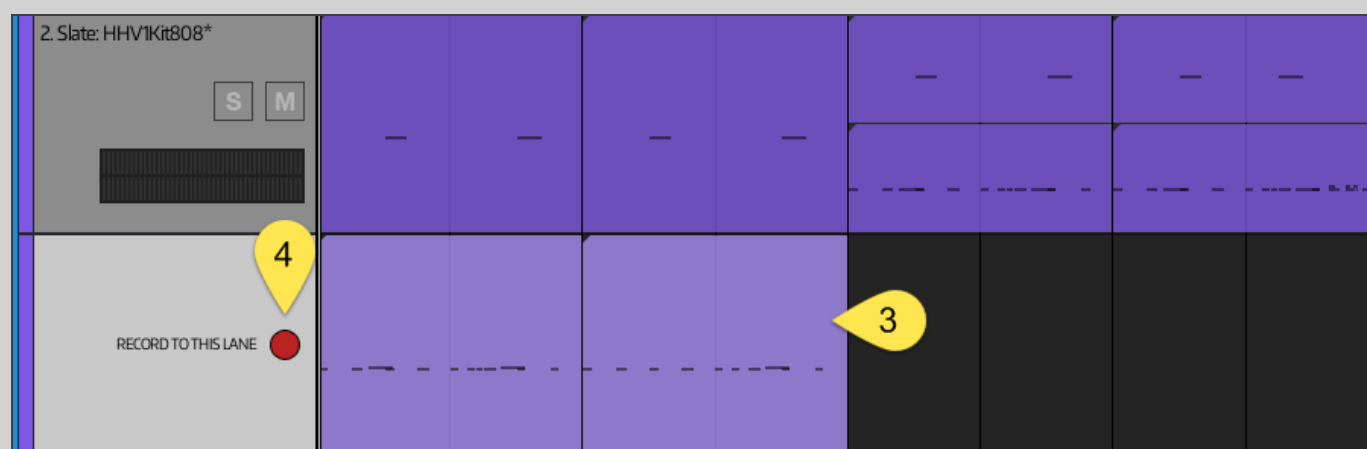 2. Slate: HHV1Kit808*
S M
4
3
RECORD TO THIS LANE